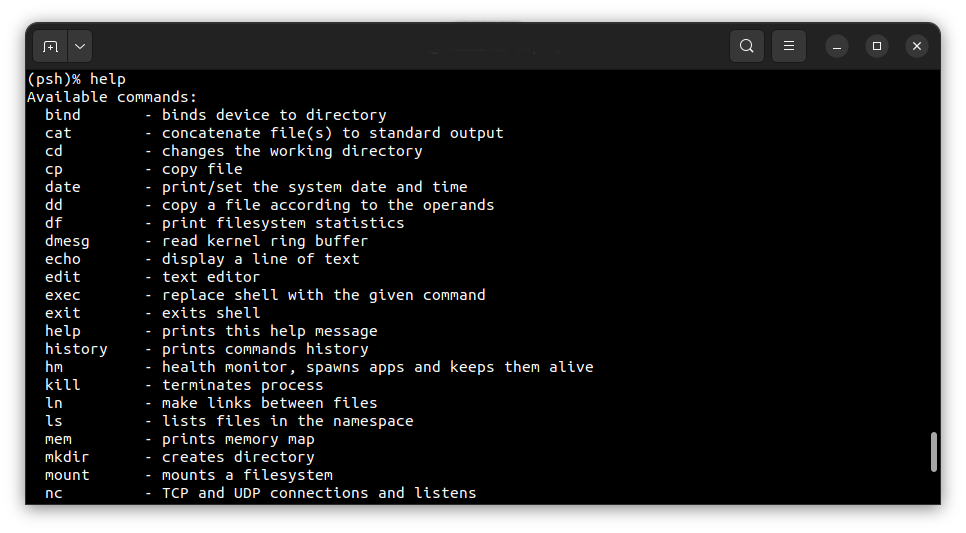 (psh)% help
Available commands:
  bind       - binds device to directory
  cat        - concatenate file(s) to standard output
  cd         - changes the working directory
  cp         - copy file
  date       - print/set the system date and time
  dd         - copy a file according to the operands
  df         - print filesystem statistics
  dmesg      - read kernel ring buffer
  echo       - display a line of text
  edit       - text editor
  exec       - replace shell with the given command
  exit       - exits shell
  help       - prints this help message
  history    - prints commands history
  hm         - health monitor, spawns apps and keeps them alive
  kill       - terminates process
  ln         - make links between files
  ls         - lists files in the namespace
  mem        - prints memory map
  mkdir      - creates directory
  mount      - mounts a filesystem
  nc         - TCP and UDP connections and listens